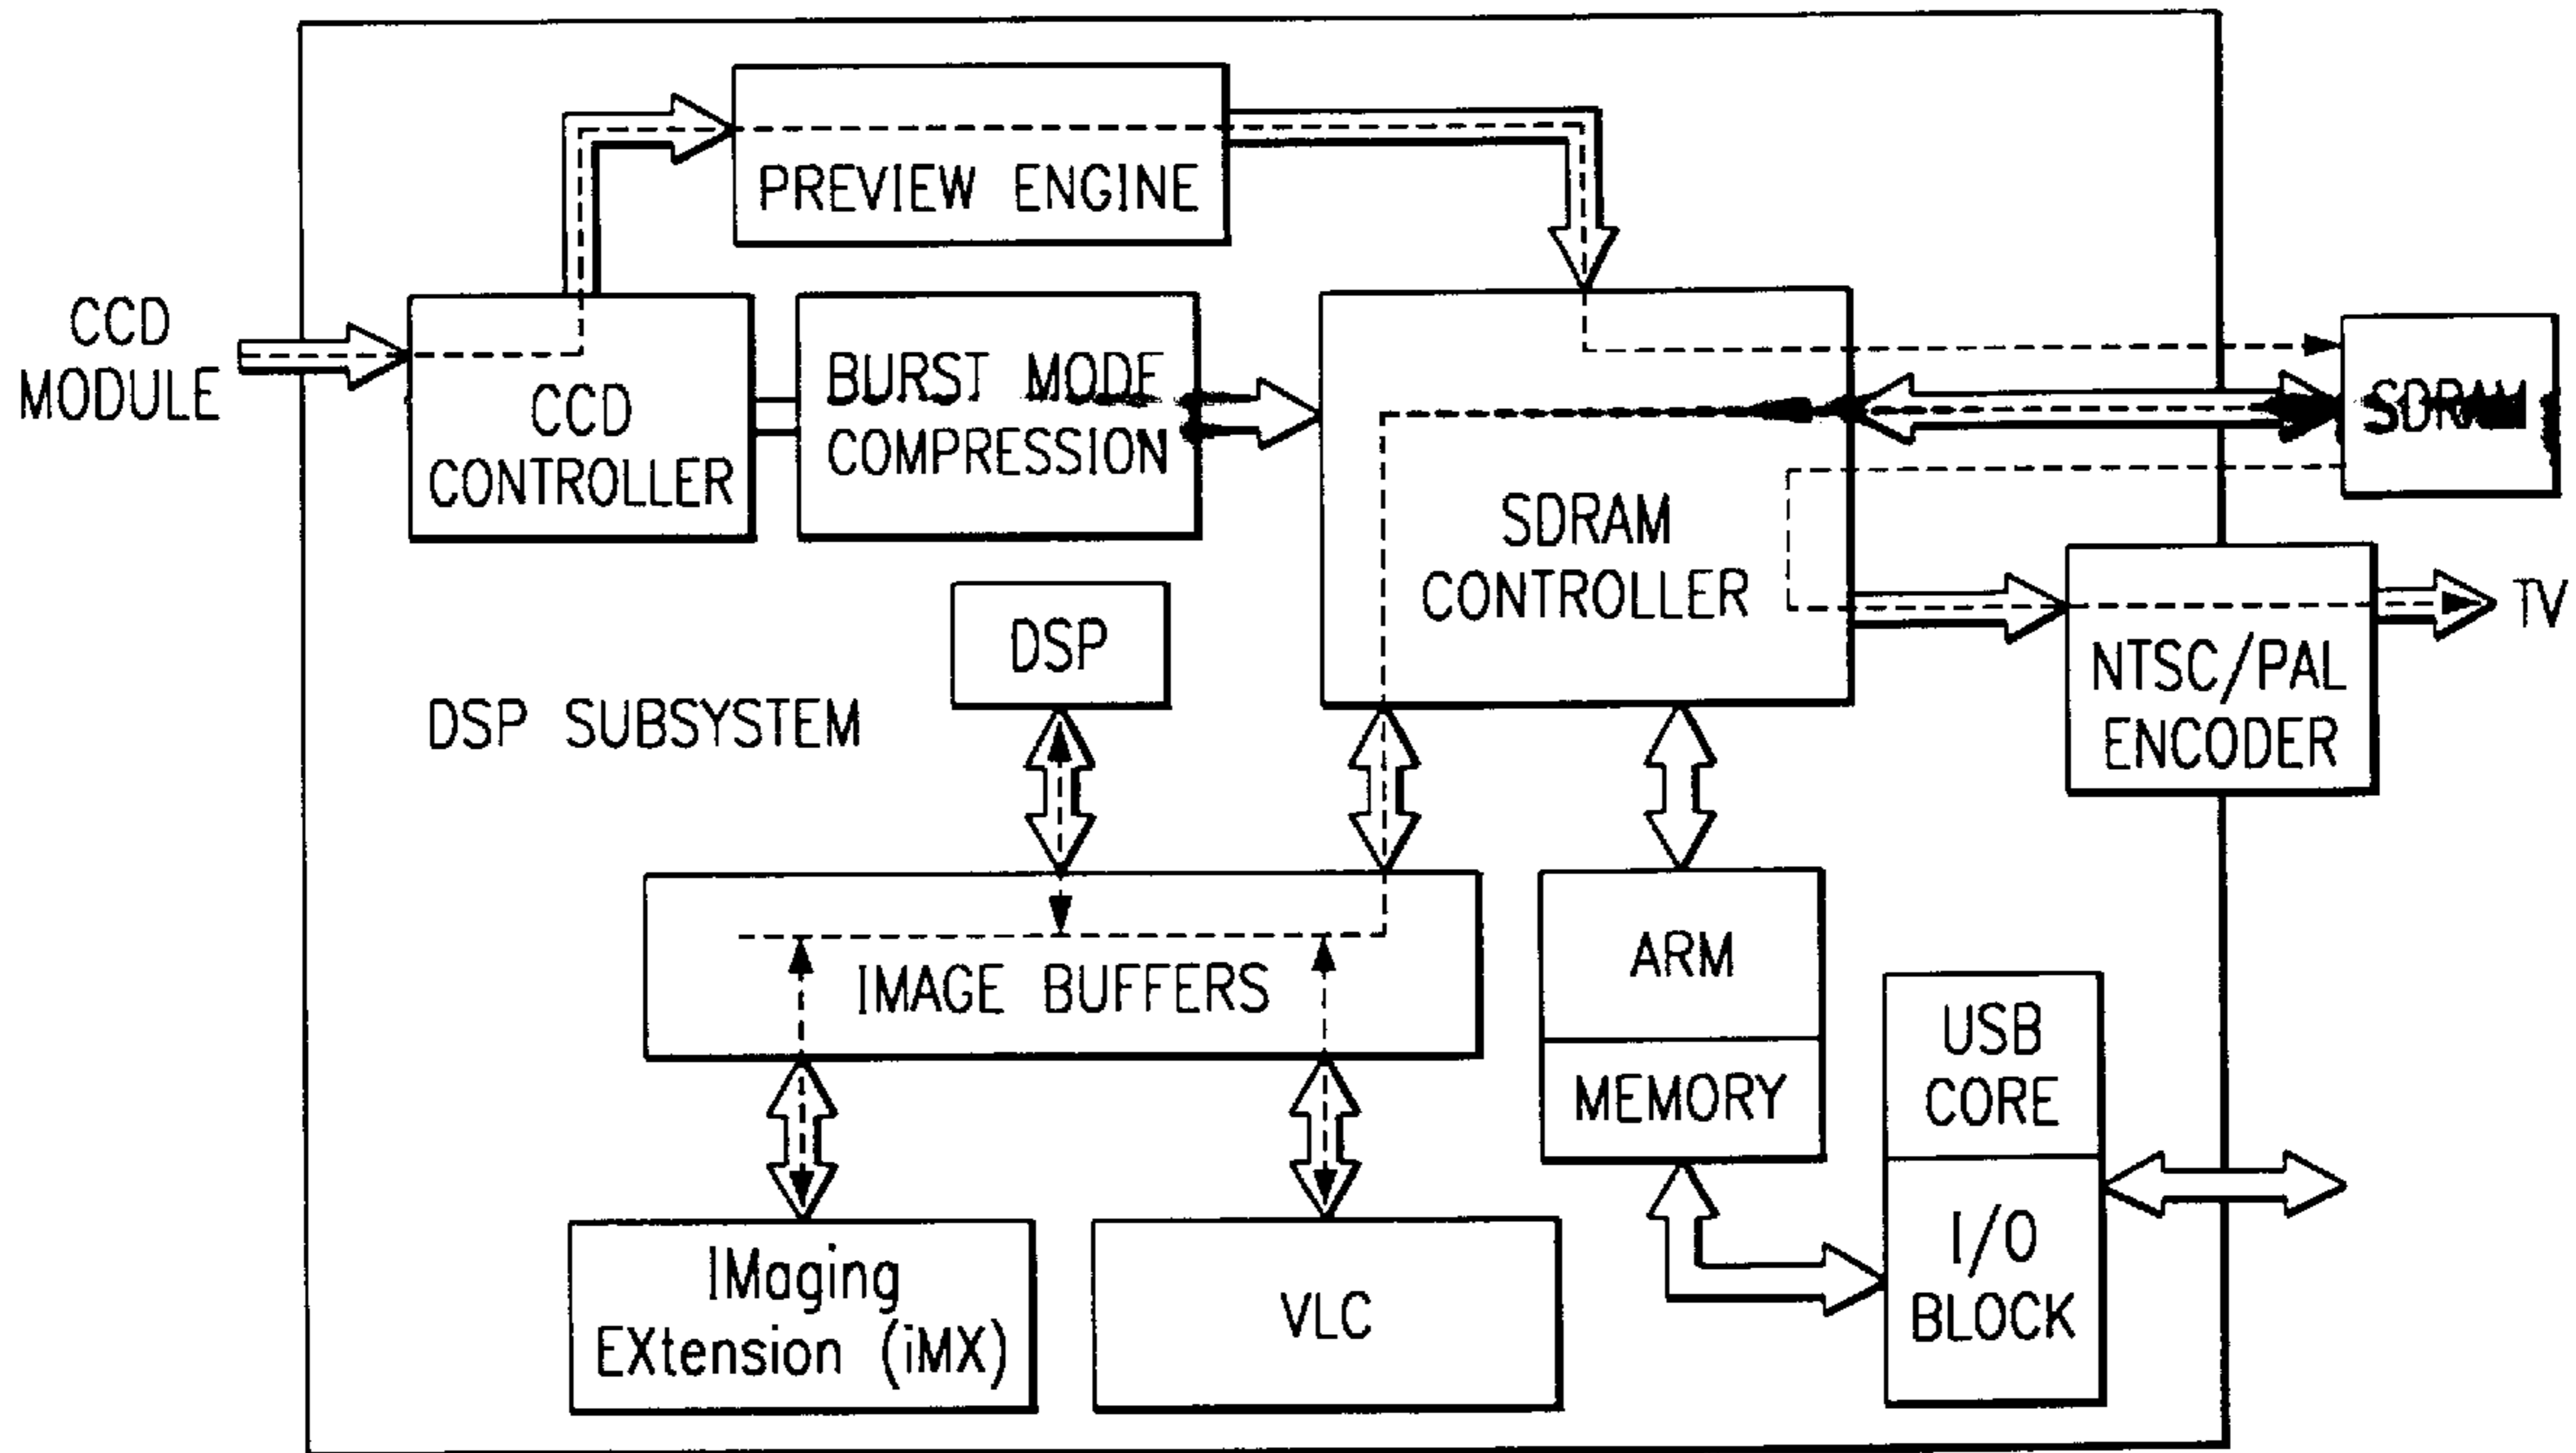 PREVIEW ENGINE
CCD
MODULE
CCD
CONTROLLER
BURST MODE
COMPRESSION
SDRAM
CONTROLLER
SDRAM
NTSC/PAL
ENCODER
TV
DSP
DSP SUBSYSTEM
IMAGE BUFFERS
ARM
MEMORY
USB
CORE
I/O
BLOCK
IMaging
EXtension (iMX)
VLC